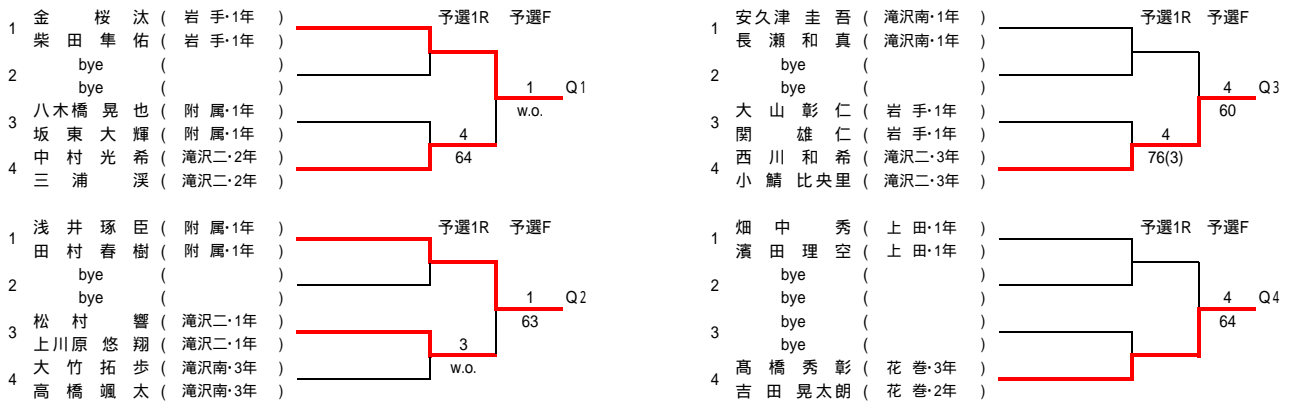 予選1R 予選F
1 金 桜 汰 ( 岩 手・1年 )
柴 田 隼 佑 ( 岩 手・1年 )
2 bye ( )
bye ( )
1 Q1
w.o.
3 八木橋 晃 也 ( 附 属・1年 )
坂 東 大 輝 ( 附 属・1年 )
4
64
4 中 村 光 希 ( 滝沢二・2年 )
三 浦 渓 ( 滝沢二・2年 )
予選1R 予選F
1 浅 井 琢 臣 ( 附 属・1年 )
田 村 春 樹 ( 附 属・1年 )
2 bye ( )
bye ( )
1 Q2
63
3 松 村 響 ( 滝沢二・1年 )
上川原 悠 翔 ( 滝沢二・1年 )
3
w.o.
4 大 竹 拓 歩 ( 滝沢南・3年 )
高 橋 颯 太 ( 滝沢南・3年 )
予選1R 予選F
1 安久津 圭 吾 ( 滝沢南・1年 )
長 瀬 和 真 ( 滝沢南・1年 )
2 bye ( )
bye ( )
4 Q3
60
3 大 山 彰 仁 ( 岩 手・1年 )
関 雄 仁 ( 岩 手・1年 )
4
76(3)
4 西 川 和 希 ( 滝沢二・3年 )
小 鯖 比央里 ( 滝沢二・3年 )
予選1R 予選F
1 畑 中 秀 ( 上 田・1年 )
濱 田 理 空 ( 上 田・1年 )
2 bye ( )
bye ( )
4 Q4
64
3 bye ( )
bye ( )
4 髙 橋 秀 彰 ( 花 巻・3年 )
吉 田 晃太朗 ( 花 巻・2年 )